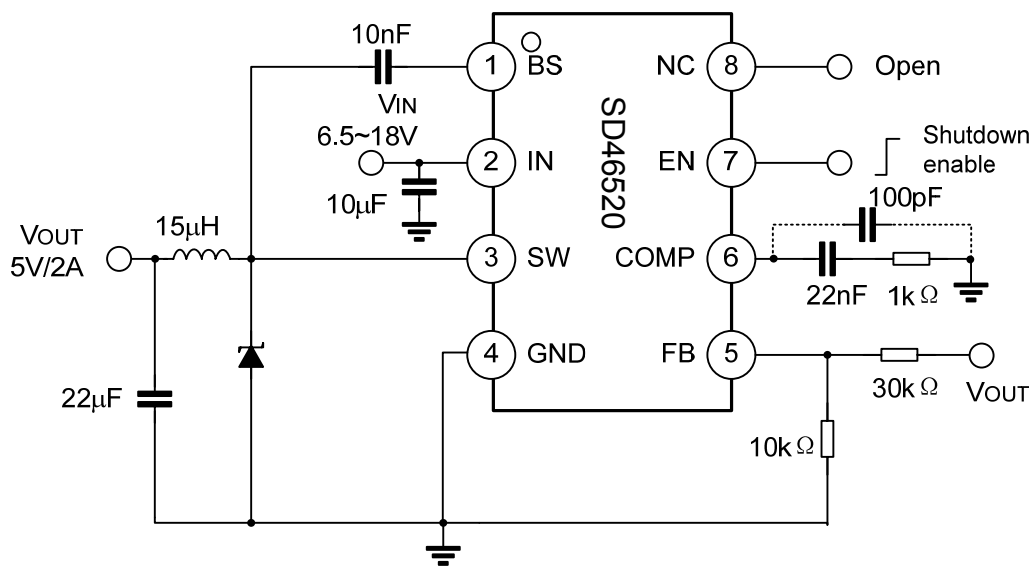 10nF
1
BS
VIN
6.5~18V
2
IN
10μF
15μH
VOUT
5V/2A
3
SW
22μF
4
GND
SD46520
NC
8
Open
EN
7
Shutdown
enable
100pF
COMP
6
22nF
1kΩ
FB
5
30kΩ
VOUT
10kΩ